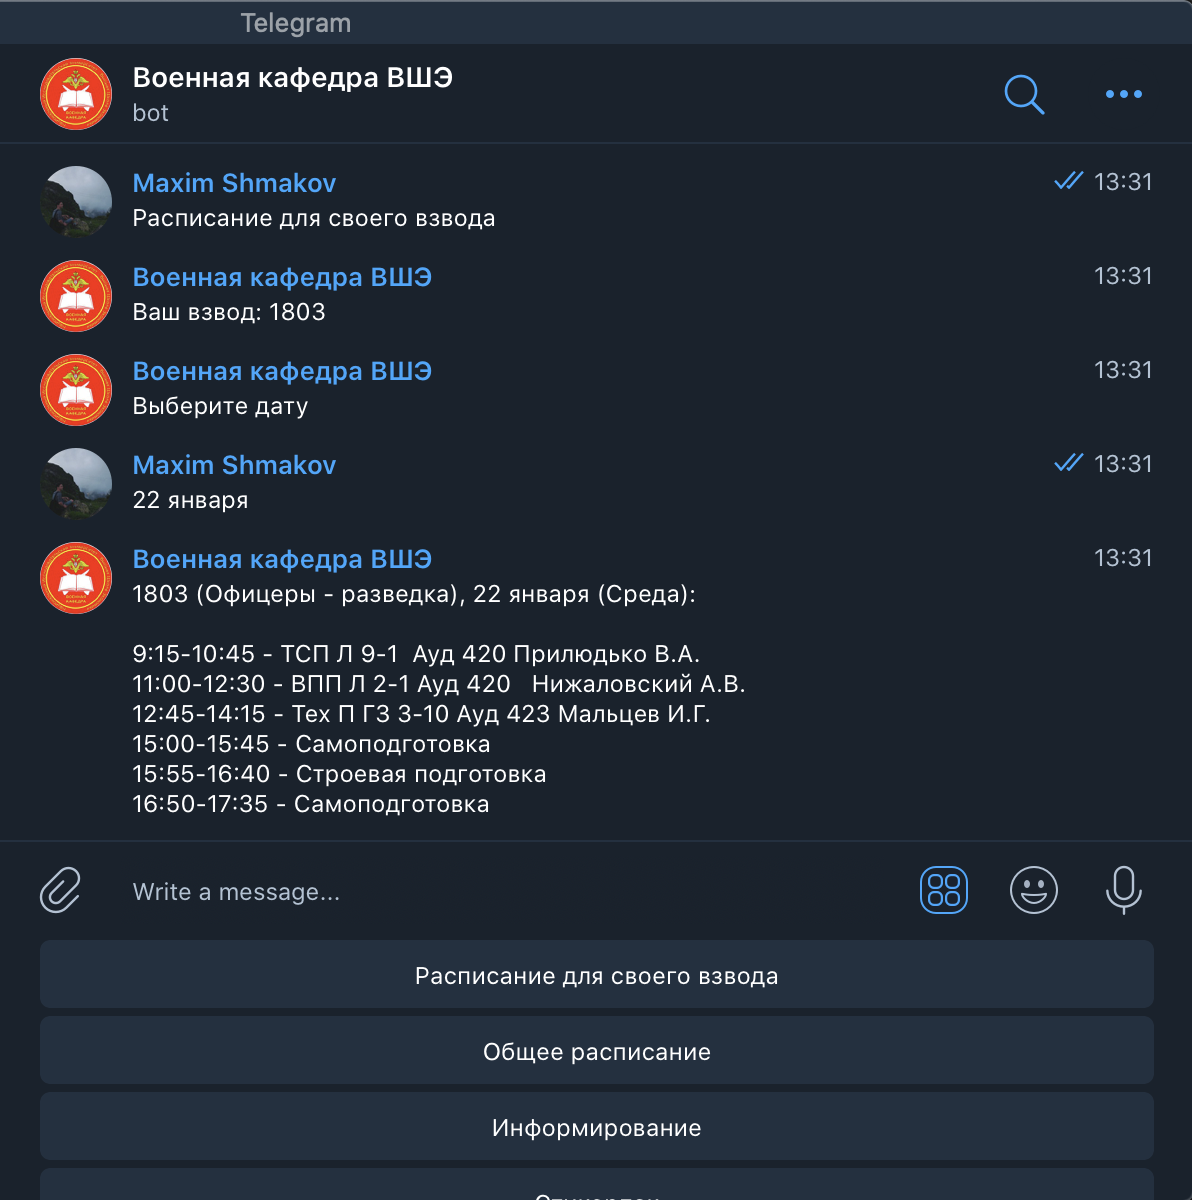 Telegram
Военная кафедра ВШЭ
bot
Maxim Shmakov 13:31
Расписание для своего взвода
Военная кафедра ВШЭ 13:31
Ваш взвод: 1803
Военная кафедра ВШЭ 13:31
Выберите дату
Maxim Shmakov 13:31
22 января
Военная кафедра ВШЭ 13:31
1803 (Офицеры - разведка), 22 января (Среда):
9:15-10:45 - ТСП Л 9-1  Ауд 420 Прилюдько В.А.
11:00-12:30 - ВПП Л 2-1 Ауд 420   Нижаловский А.В.
12:45-14:15 - Тех П ГЗ 3-10 Ауд 423 Мальцев И.Г.
15:00-15:45 - Самоподготовка
15:55-16:40 - Строевая подготовка
16:50-17:35 - Самоподготовка
Write a message...
Расписание для своего взвода
Общее расписание
Информирование